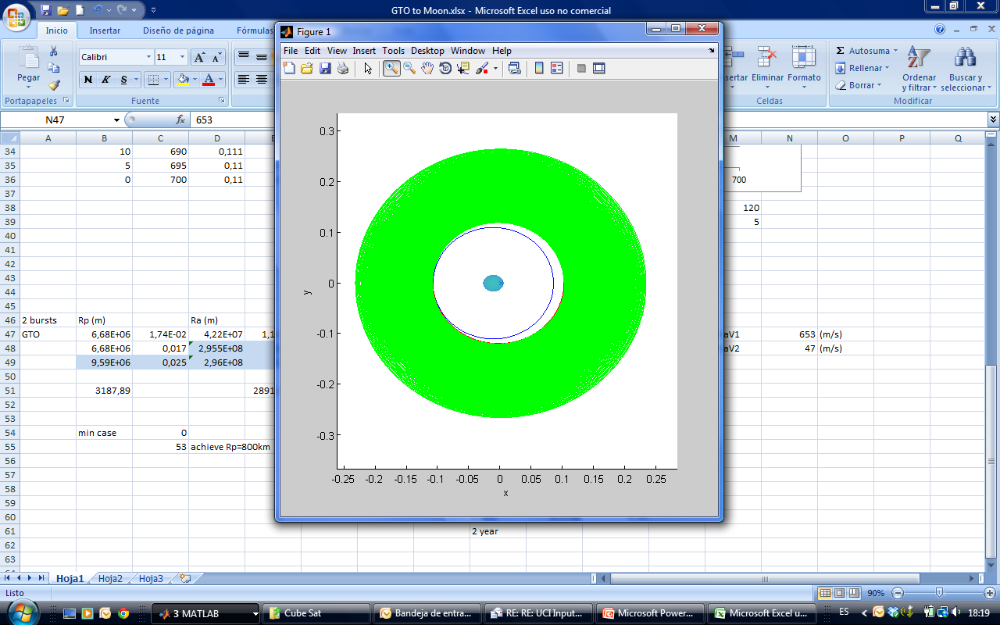 GTO to Moon.xlsx - Microsoft Excel uso no comercial
Inicio Insertar Diseño de página Fórmulas
Figure 1
File Edit View Insert Tools Desktop Window Help
Pegar
Calibri 11
N K S
Portapapeles Fuente
Autosuma
Rellenar
Borrar
Ordenar y filtrar
Buscar y seleccionar
sertar Eliminar Formato
Celdas Modificar
N47 fx 653
A B C D E M N O P Q
34 10 690 0,111
35 5 695 0,11
36 0 700 0,11 700
37
38 120
39 5
40
41
42
43
44
45
46 2 bursts Rp (m) Ra (m)
47 GTO 6,68E+06 1,74E-02 4,22E+07 1,1 aV1 653 (m/s)
48 6,68E+06 0,017 2,955E+08 aV2 47 (m/s)
49 9,59E+06 0,025 2,96E+08
50
51 3187,89 2891
52
53
54 min case 0
55 53 achieve Rp=800km
56
57
58
59
60
61 2 year
62
63
0.3
0.2
0.1
0
-0.1
-0.2
-0.3
y
-0.25 -0.2 -0.15 -0.1 -0.05 0 0.05 0.1 0.15 0.2 0.25
x
Hoja1 Hoja2 Hoja3
Listo 90%
3 MATLAB Cube Sat Bandeja de entra... RE: RE: UCI Input... Microsoft Power... Microsoft Excel u... ES 18:19